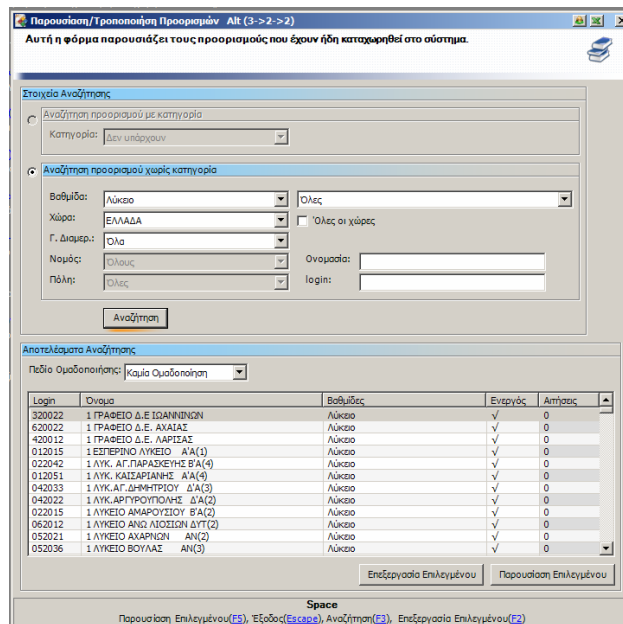 Παρουσίαση/Τροποποίηση Προορισμών Alt (3->2->2)
Αυτή η φόρμα παρουσιάζει τους προορισμούς που έχουν ήδη καταχωρηθεί στο σύστημα.
Στοιχεία Αναζήτησης
Αναζήτηση προορισμού με κατηγορία
Κατηγορία: Δεν υπάρχουν
Αναζήτηση προορισμού χωρίς κατηγορία
Βαθμίδα: Λύκειο Όλες
Χώρα: ΕΛΛΑΔΑ Όλες οι χώρες
Γ. Διαμερ.: Όλα
Νομός: Όλους Ονομασία:
Πόλη: Όλες login:
Αναζήτηση
Αποτελέσματα Αναζήτησης
Πεδίο Ομαδοποιήσης: Καμία Ομαδοποίηση
Login Όνομα Βαθμίδες Ενεργός Αιτήσεις
320022 1 ΓΡΑΦΕΙΟ Δ.Ε ΙΩΑΝΝΙΝΩΝ Λύκειο √ 0
620022 1 ΓΡΑΦΕΙΟ Δ.Ε. ΑΧΑΙΑΣ Λύκειο √ 0
420012 1 ΓΡΑΦΕΙΟ Δ.Ε. ΛΑΡΙΣΑΣ Λύκειο √ 0
012015 1 ΕΣΠΕΡΙΝΟ ΛΥΚΕΙΟ Α'Α(1) Λύκειο √ 0
022042 1 ΛΥΚ. ΑΓ.ΠΑΡΑΣΚΕΥΗΣ Β'Α(4) Λύκειο √ 0
012051 1 ΛΥΚ. ΚΑΙΣΑΡΙΑΝΗΣ Α'Α(4) Λύκειο √ 0
042033 1 ΛΥΚ.ΑΓ.ΔΗΜΗΤΡΙΟΥ Δ'Α(3) Λύκειο √ 0
042022 1 ΛΥΚ.ΑΡΓΥΡΟΥΠΟΛΗΣ Δ'Α(2) Λύκειο √ 0
022015 1 ΛΥΚΕΙΟ ΑΜΑΡΟΥΣΙΟΥ Β'Α(2) Λύκειο √ 0
062012 1 ΛΥΚΕΙΟ ΑΝΩ ΛΙΟΣΙΩΝ ΔΥΤ(2) Λύκειο √ 0
052021 1 ΛΥΚΕΙΟ ΑΧΑΡΝΩΝ ΑΝ(2) Λύκειο √ 0
052036 1 ΛΥΚΕΙΟ ΒΟΥΛΑΣ ΑΝ(3) Λύκειο √ 0
Επεξεργασία Επιλεγμένου Παρουσίαση Επιλεγμένου
Space
Παρουσίαση Επιλεγμένου(F5), Έξοδος(Escape), Αναζήτηση(F3), Επεξεργασία Επιλεγμένου(F2)